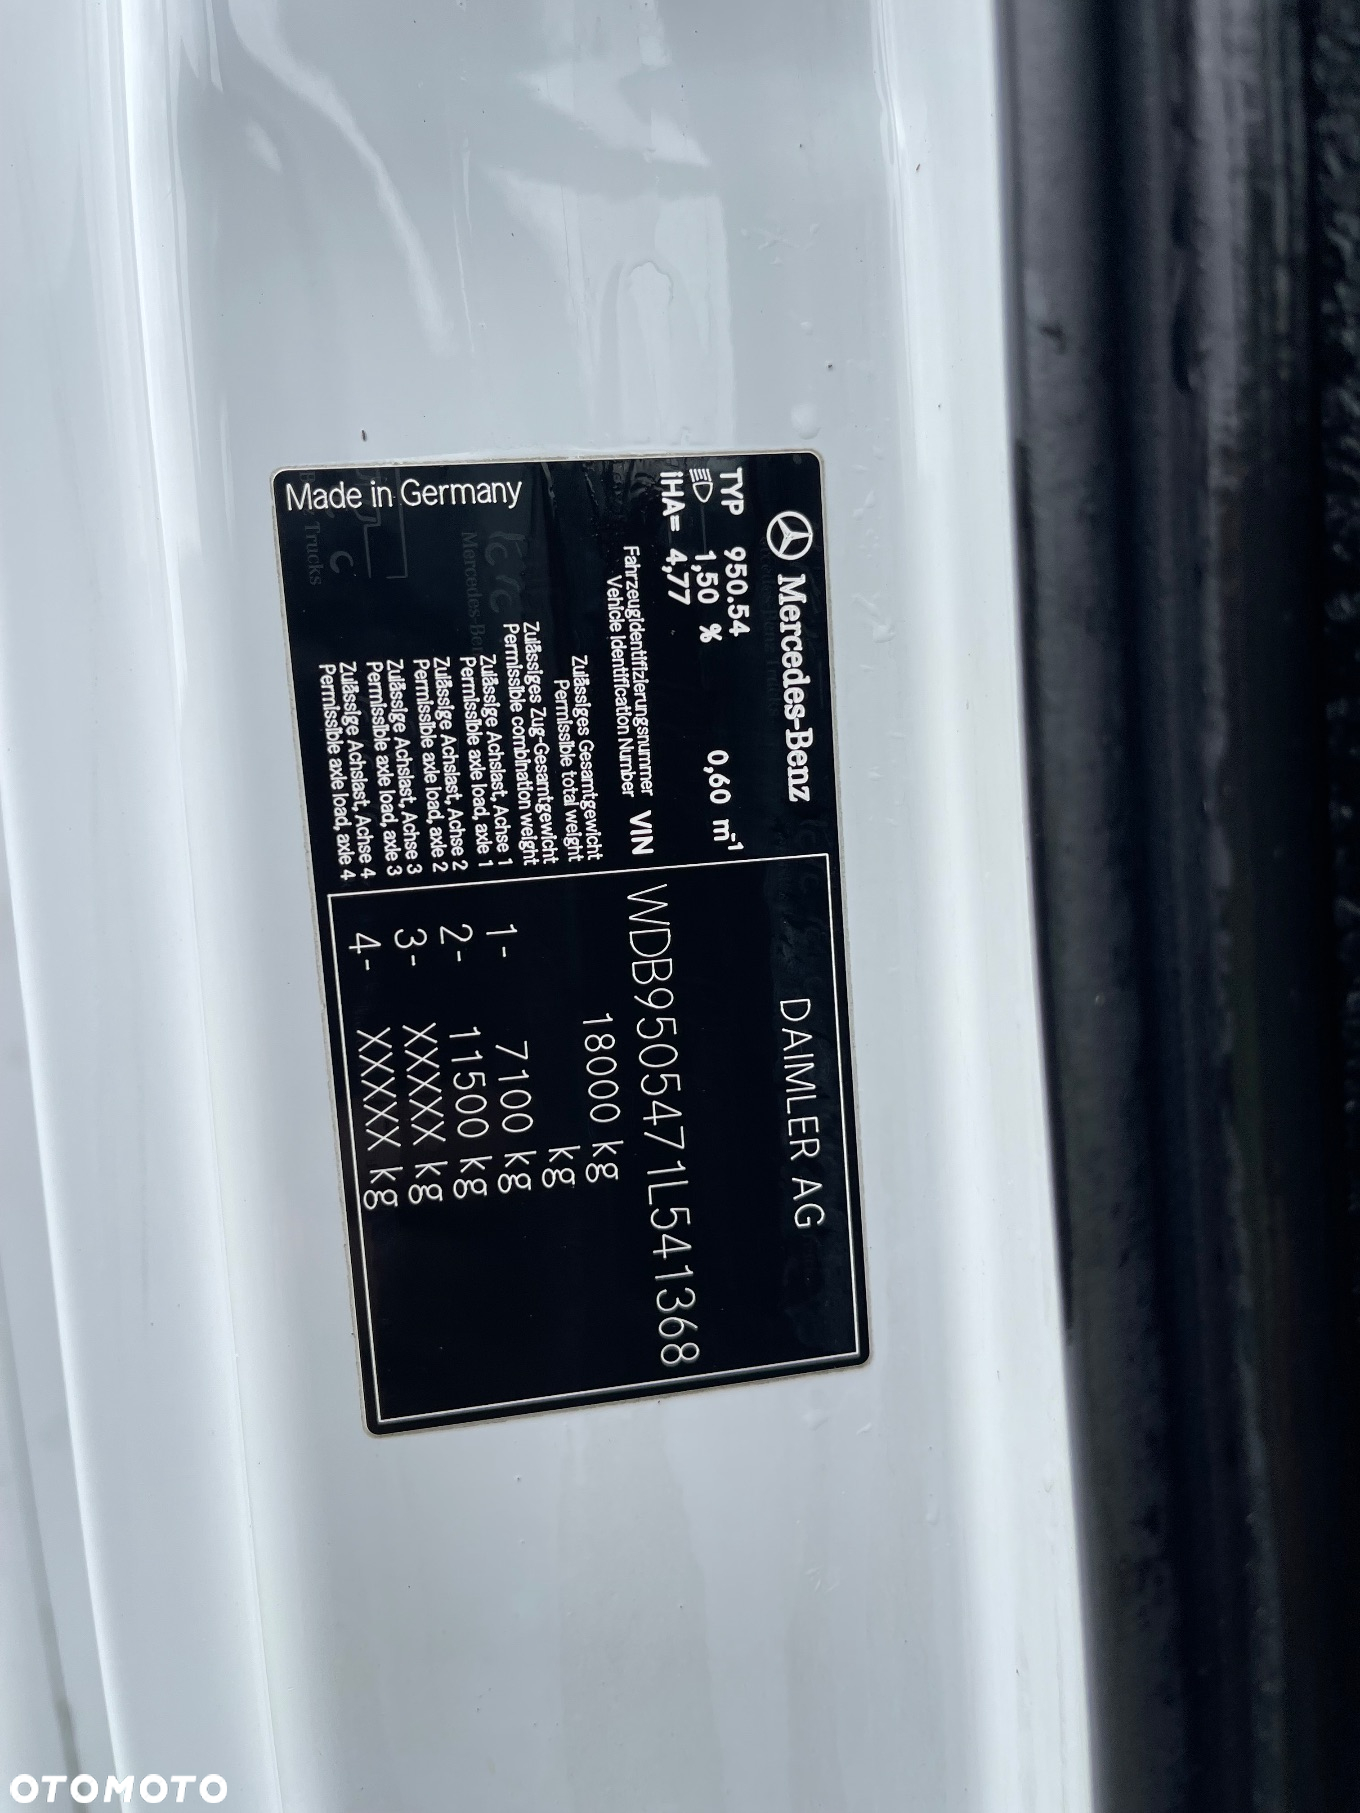 Mercedes-Benz
DAIMLER AG
TYP 950.54
1,50 % 0,60 m⁻¹
iHA= 4,77
Fahrzeugidentifizierungsnummer
Vehicle Identification Number VIN WDB9505471L541368
Zulässiges Gesamtgewicht
Permissible total weight 18000 kg
Zulässiges Zug-Gesamtgewicht
Permissible combination weight kg
Zulässige Achslast, Achse 1
Permissible axle load, axle 1 1- 7100 kg
Zulässige Achslast, Achse 2
Permissible axle load, axle 2 2- 11500 kg
Zulässige Achslast, Achse 3
Permissible axle load, axle 3 3- XXXXX kg
Zulässige Achslast, Achse 4
Permissible axle load, axle 4 4- XXXXX kg
Made in Germany
Mercedes-Ben
Trucks
OTOMOTO